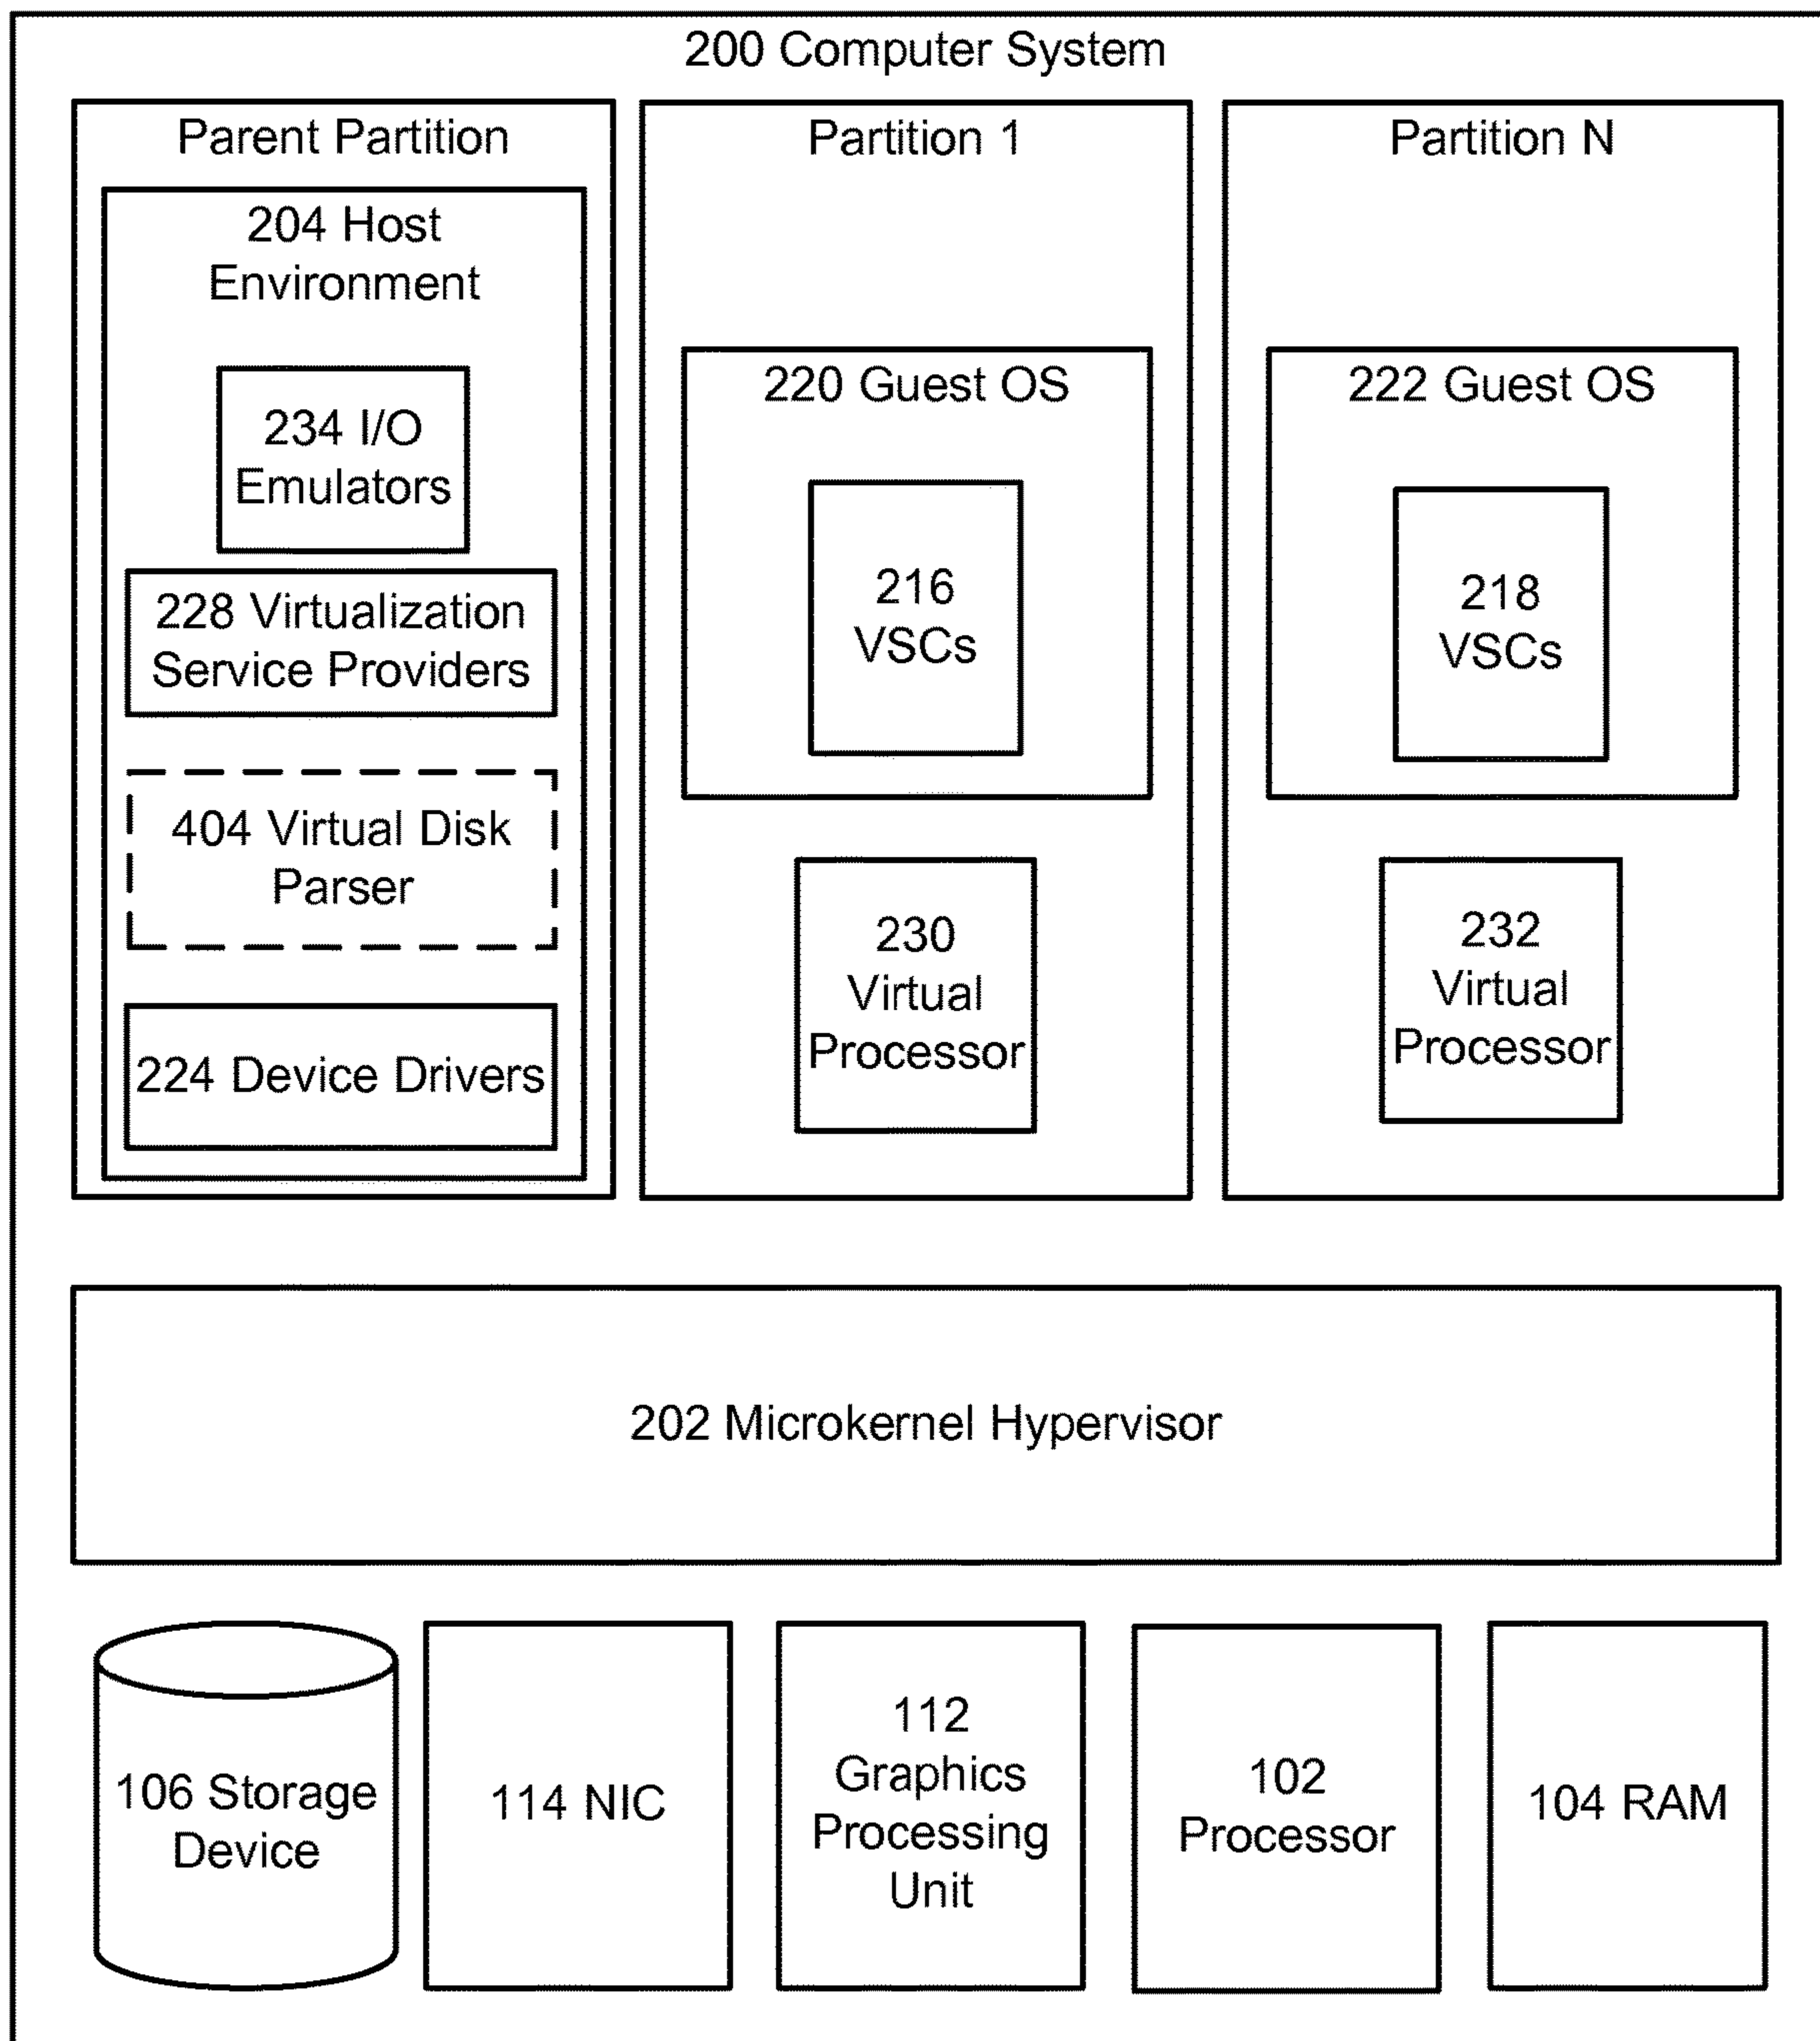 200 Computer System
Parent Partition
204 Host
Environment
234 I/O
Emulators
228 Virtualization
Service Providers
404 Virtual Disk
Parser
224 Device Drivers
Partition 1
220 Guest OS
216
VSCs
230
Virtual
Processor
Partition N
222 Guest OS
218
VSCs
232
Virtual
Processor
202 Microkernel Hypervisor
106 Storage
Device
114 NIC
112
Graphics
Processing
Unit
102
Processor
104 RAM